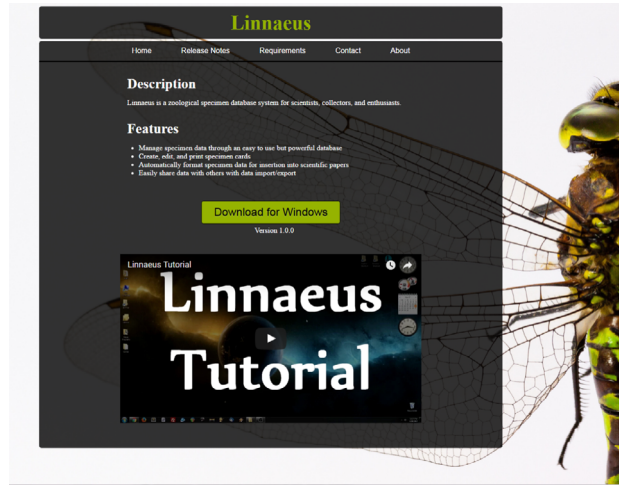 Linnaeus
Home Release Notes Requirements Contact About
Description
Linnaeus is a zoological specimen database system for scientists, collectors, and enthusiasts.
Features
• Manage specimen data through an easy to use but powerful database
• Create, edit, and print specimen cards
• Automatically format specimen data for insertion into scientific papers
• Easily share data with others with data import/export
Download for Windows
Version 1.0.0
Linnaeus Tutorial
Linnaeus
Tutorial